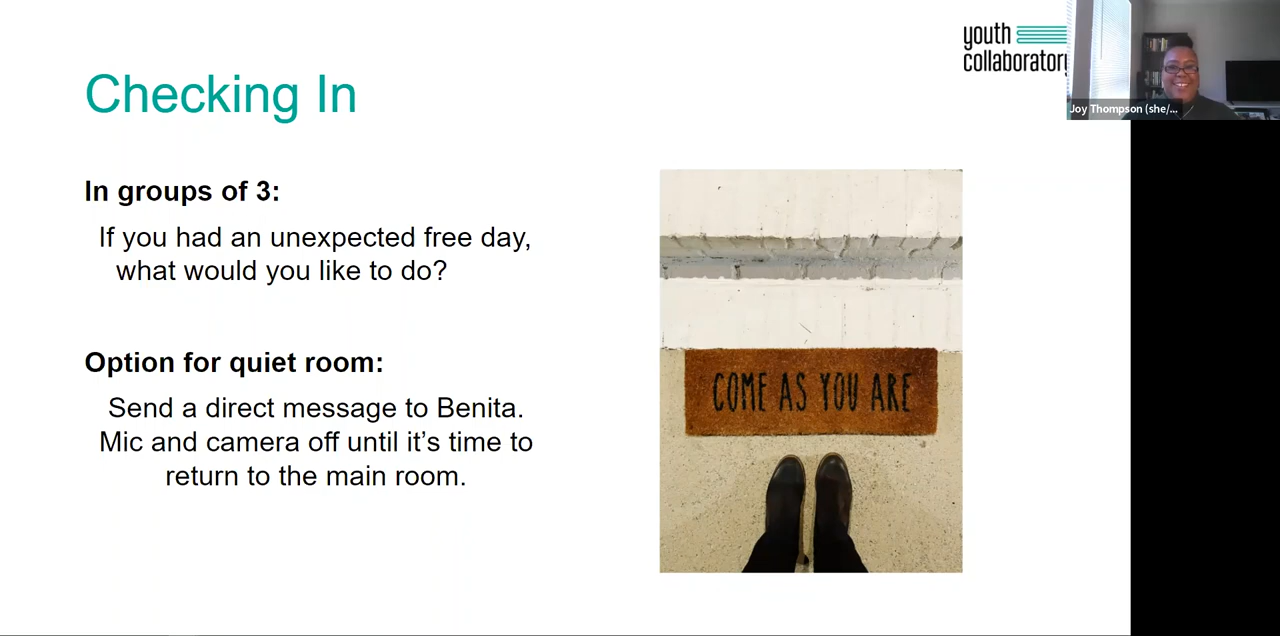 Checking In
In groups of 3:
If you had an unexpected free day,
what would you like to do?
Option for quiet room:
Send a direct message to Benita.
Mic and camera off until it’s time to
return to the main room.
youth
collaboratory
COME AS YOU ARE
Joy Thompson (she/...